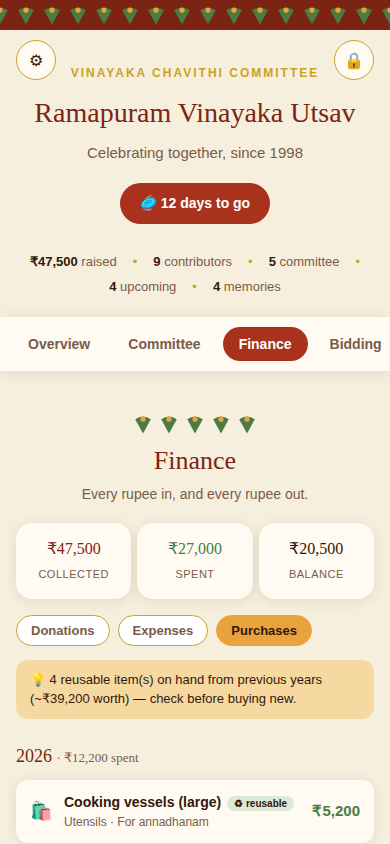 VINAYAKA CHAVITHI COMMITTEE
Ramapuram Vinayaka Utsav
Celebrating together, since 1998
12 days to go
₹47,500 raised • 9 contributors • 5 committee •
4 upcoming • 4 memories
Overview Committee Finance Bidding
Finance
Every rupee in, and every rupee out.
₹47,500 ₹27,000 ₹20,500
COLLECTED SPENT BALANCE
Donations Expenses Purchases
💡 4 reusable item(s) on hand from previous years
(~₹39,200 worth) — check before buying new.
2026 · ₹12,200 spent
Cooking vessels (large) ♻ reusable ₹5,200
Utensils · For annadhanam